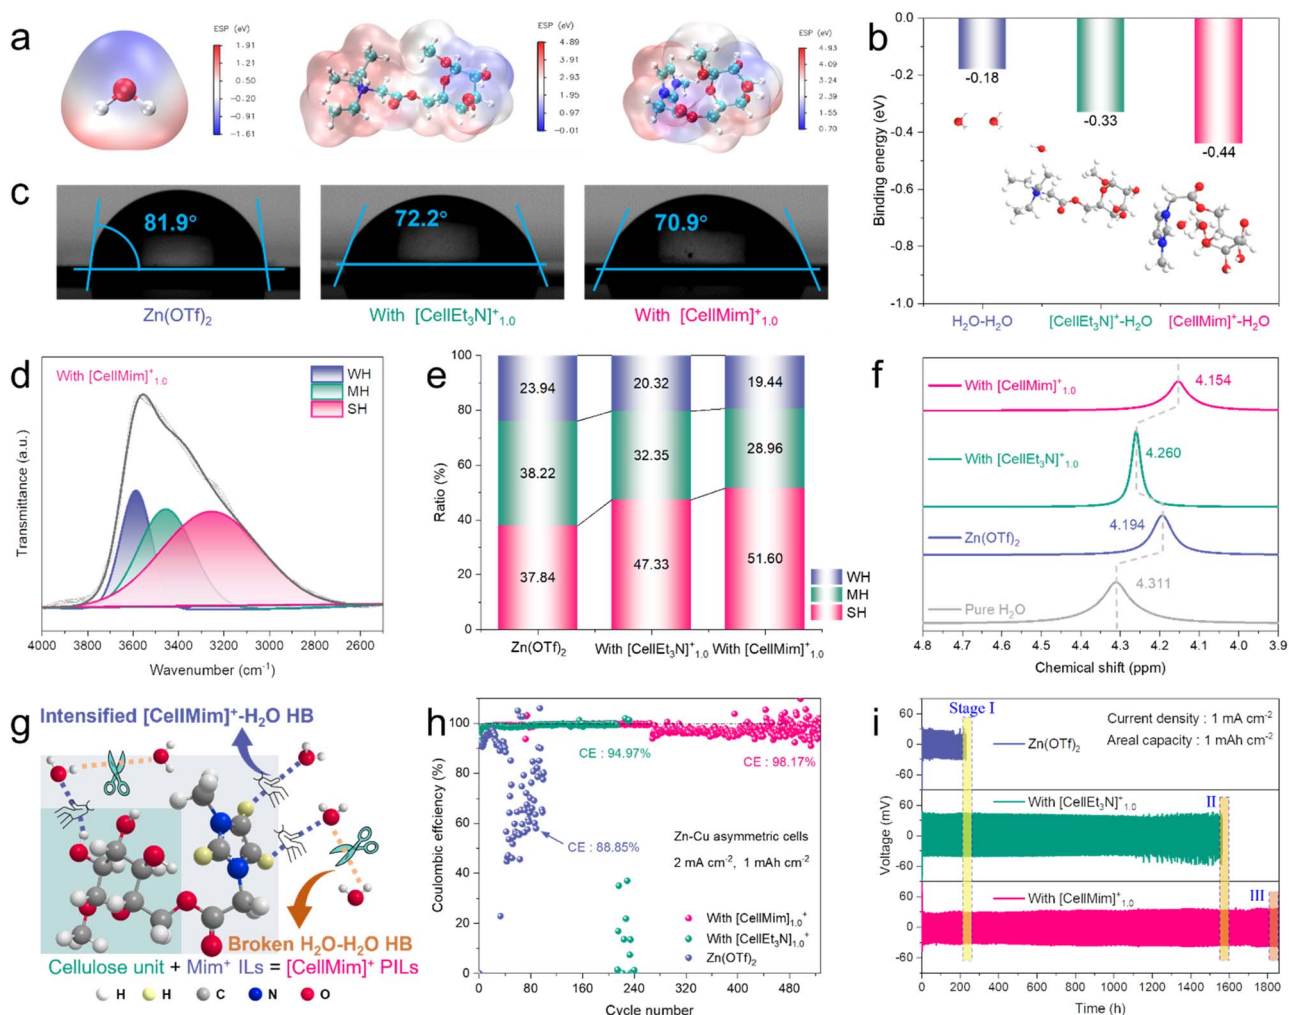 a
ESP (eV)
1.91
1.21
0.50
−0.20
−0.91
−1.61
ESP (eV)
4.89
3.91
2.93
1.95
0.97
−0.01
ESP (eV)
4.93
4.09
3.24
2.39
1.55
0.70
b
Binding energy (eV)
0.0
-0.2
-0.4
-0.6
-0.8
-1.0
-0.18
-0.33
-0.44
H₂O-H₂O
[CellEt₃N]⁺-H₂O
[CellMim]⁺-H₂O
c
81.9°
72.2°
70.9°
Zn(OTf)₂
With [CellEt₃N]⁺₁.₀
With [CellMim]⁺₁.₀
d
With [CellMim]⁺₁.₀
WH
MH
SH
Transmittance (a.u.)
4000 3800 3600 3400 3200 3000 2800 2600
Wavenumber (cm⁻¹)
e
Ratio (%)
100
80
60
40
20
0
23.94
38.22
37.84
20.32
32.35
47.33
19.44
28.96
51.60
WH
MH
SH
Zn(OTf)₂
With [CellEt₃N]⁺₁.₀
With [CellMim]⁺₁.₀
f
With [CellMim]⁺₁.₀
4.154
With [CellEt₃N]⁺₁.₀
4.260
Zn(OTf)₂
4.194
Pure H₂O
4.311
4.8 4.7 4.6 4.5 4.4 4.3 4.2 4.1 4.0 3.9
Chemical shift (ppm)
g
Intensified [CellMim]⁺-H₂O HB
Broken H₂O-H₂O HB
Cellulose unit + Mim⁺ ILs = [CellMim]⁺ PILs
H H C N O
h
Coulombic effciency (%)
100
80
60
40
20
0
CE : 94.97%
CE : 98.17%
CE : 88.85%
Zn-Cu asymmetric cells
2 mA cm⁻², 1 mAh cm⁻²
With [CellMim]₁.₀⁺
With [CellEt₃N]₁.₀⁺
Zn(OTf)₂
0 80 160 240 320 400 480
Cycle number
i
Stage I
Current density : 1 mA cm⁻²
Areal capacity : 1 mAh cm⁻²
Zn(OTf)₂
60
0
-60
With [CellEt₃N]⁺₁.₀
II
60
0
-60
With [CellMim]⁺₁.₀
III
60
0
-60
Voltage (mV)
0 200 400 600 800 1000 1200 1400 1600 1800
Time (h)